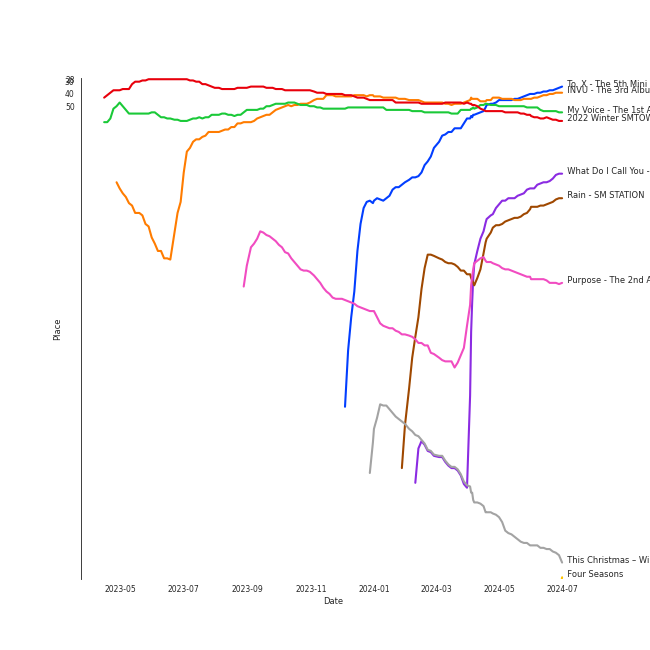 40
50
To. X - The 5th Mini
INVU - The 3rd Albu
My Voice - The 1st A
2022 Winter SMTOW
What Do I Call You -
Rain - SM STATION
Purpose - The 2nd A
Place
This Christmas – Wi
Four Seasons
2023-05
2023-07
2023-09
2023-11
2024-01
2024-03
2024-05
2024-07
Date